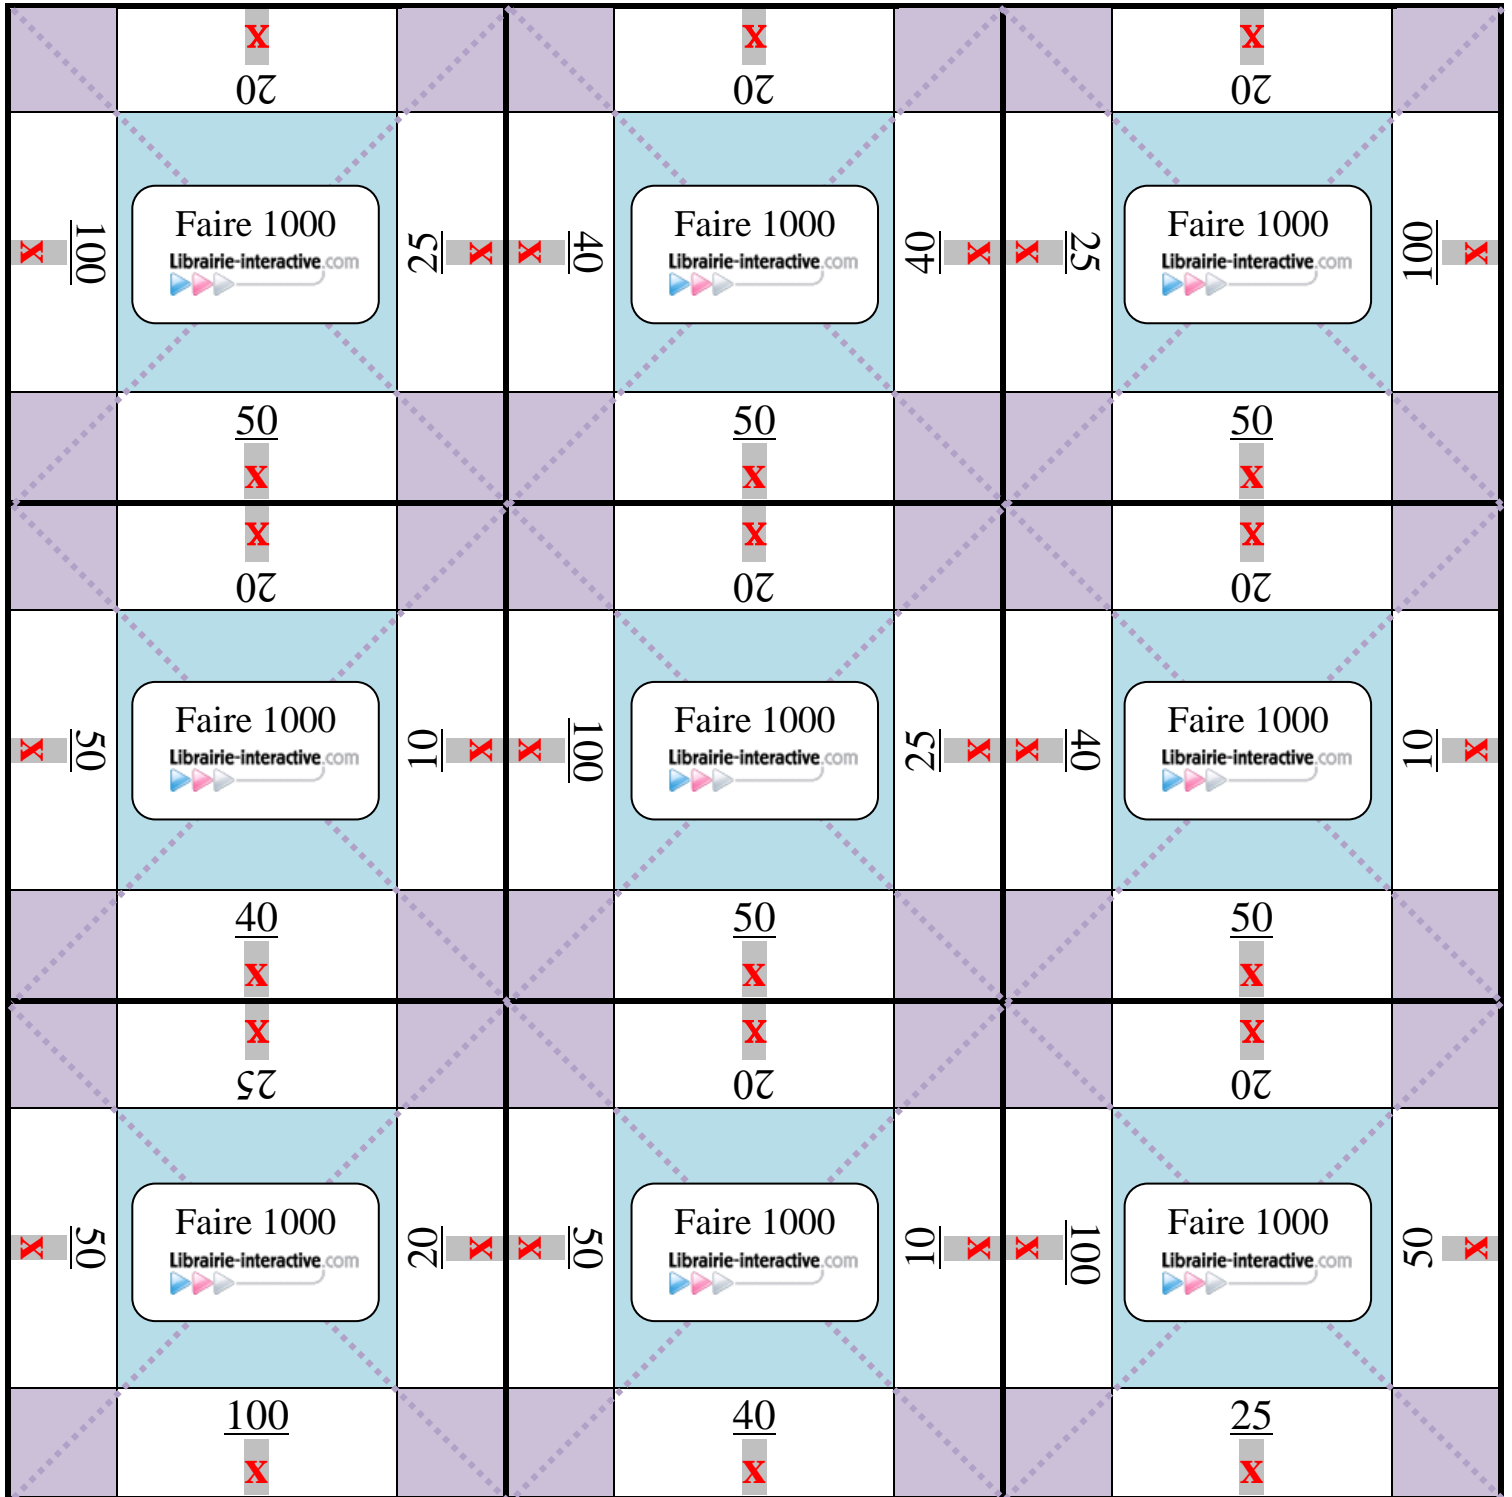 x x x
20 20 20
Faire 1000 Faire 1000 Faire 1000
Librairie-interactive.com Librairie-interactive.com Librairie-interactive.com
x 100 25 x x 40 40 x x 25 100 x
50 50 50
x x x
x x x
20 20 20
Faire 1000 Faire 1000 Faire 1000
Librairie-interactive.com Librairie-interactive.com Librairie-interactive.com
x 50 10 x x 100 25 x x 40 10 x
40 50 50
x x x
x x x
25 20 20
Faire 1000 Faire 1000 Faire 1000
Librairie-interactive.com Librairie-interactive.com Librairie-interactive.com
x 50 20 x x 50 10 x x 100 50 x
100 40 25
x x x